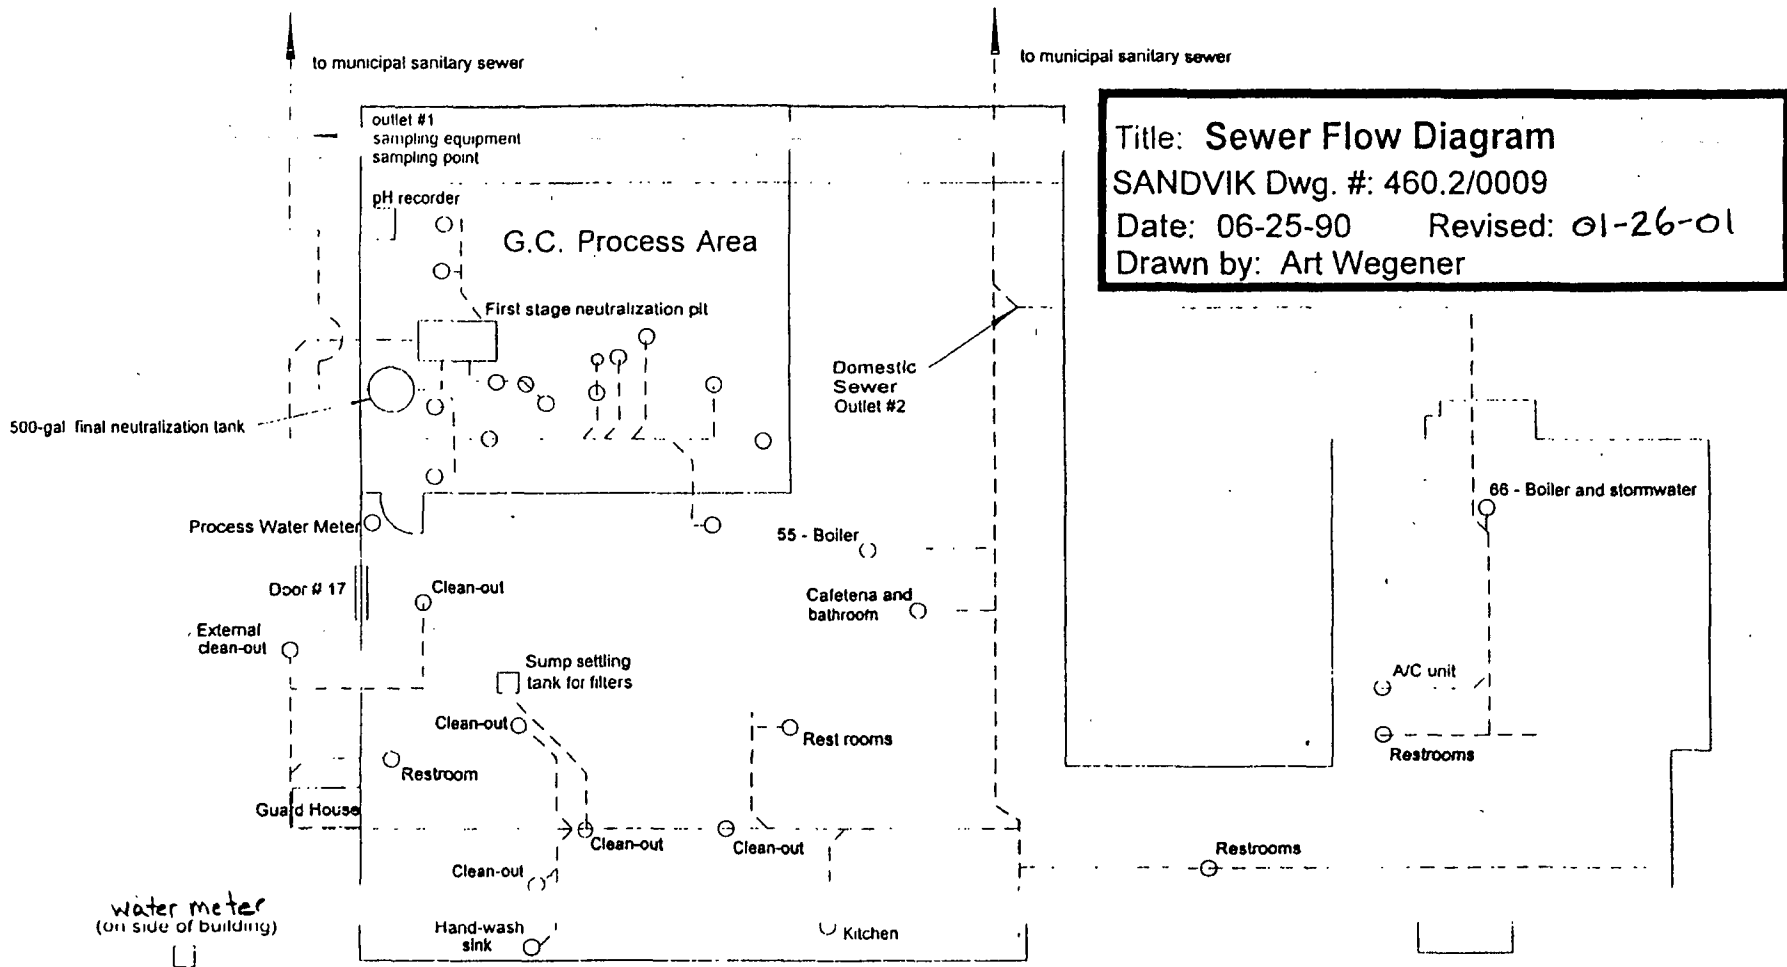 to municipal sanitary sewer
to municipal sanitary sewer
Title: Sewer Flow Diagram
SANDVIK Dwg. #: 460.2/0009
Date: 06-25-90 Revised: 01-26-01
Drawn by: Art Wegener
outlet #1
sampling equipment
sampling point
pH recorder
G.C. Process Area
First stage neutralization pit
Domestic
Sewer
Outlet #2
500-gal final neutralization tank
Process Water Meter
55 - Boiler
66 - Boiler and stormwater
Door # 17
Clean-out
Cafeteria and
bathroom
External
clean-out
Sump settling
tank for filters
A/C unit
Clean-out
Rest rooms
Restrooms
Restroom
Guard House
Clean-out
Clean-out
Restrooms
Clean-out
water meter
(on side of building)
Hand-wash
sink
Kitchen